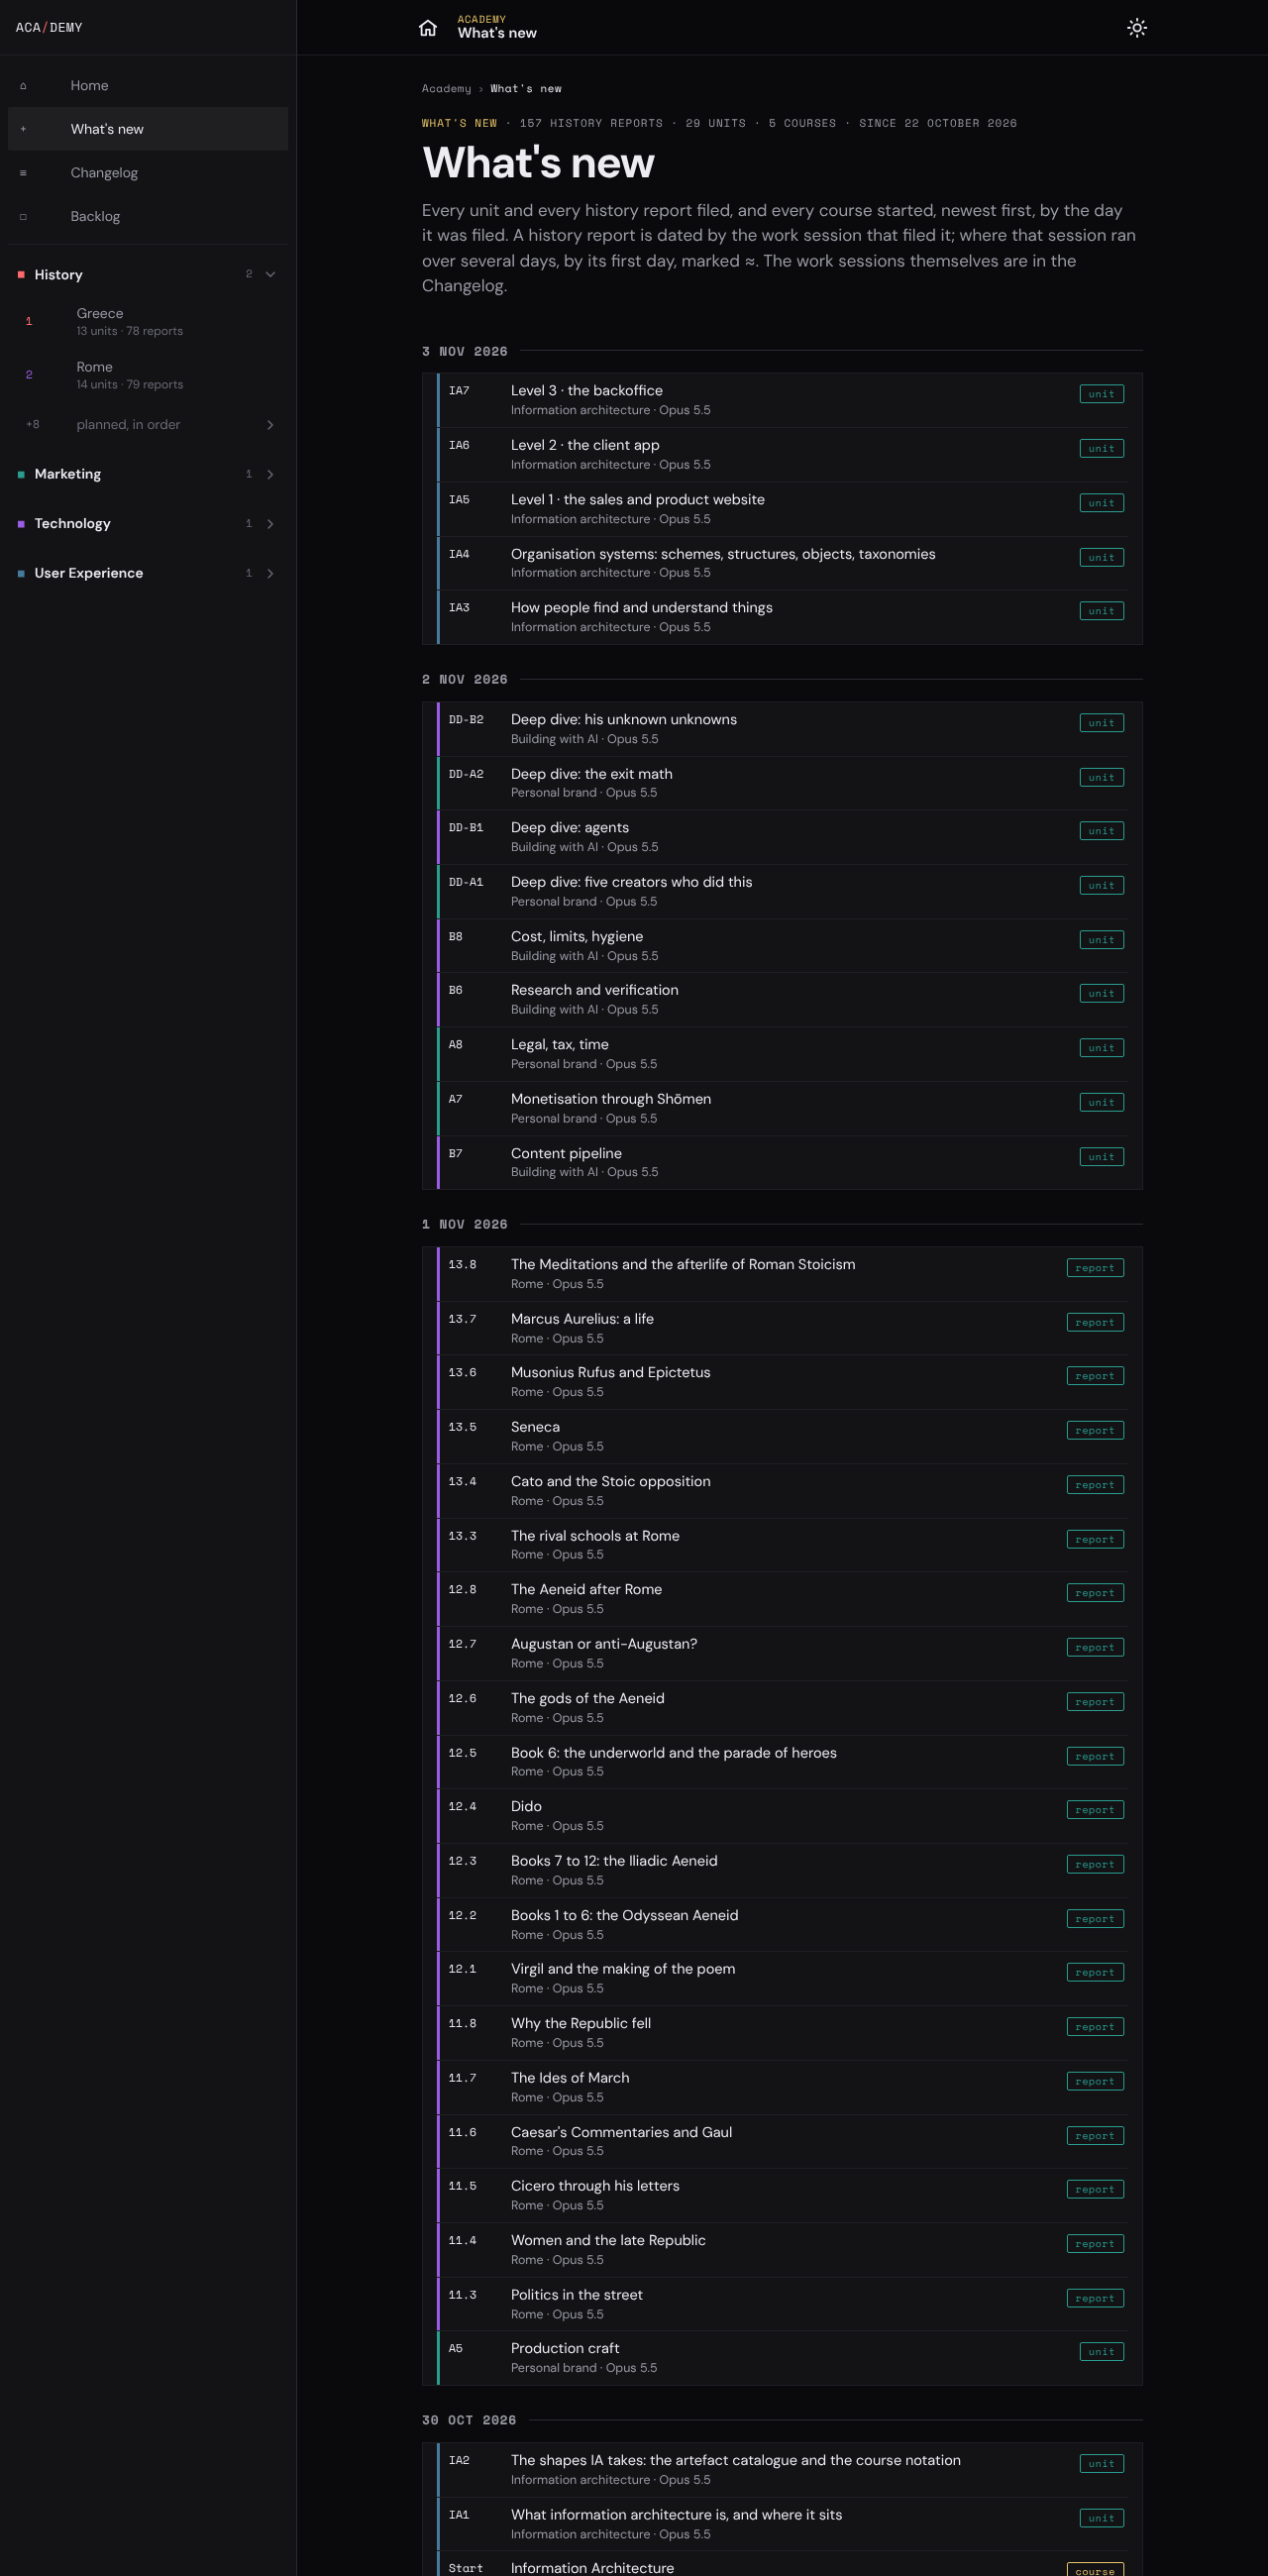 ACA/DEMY
Home
What's new
Changelog
Backlog
History 2
1 Greece
13 units · 78 reports
2 Rome
14 units · 79 reports
+8 planned, in order
Marketing 1
Technology 1
User Experience 1
ACADEMY
What's new
Academy › What's new
WHAT'S NEW · 157 HISTORY REPORTS · 29 UNITS · 5 COURSES · SINCE 22 OCTOBER 2026
What's new
Every unit and every history report filed, and every course started, newest first, by the day
it was filed. A history report is dated by the work session that filed it; where that session ran
over several days, by its first day, marked ≈. The work sessions themselves are in the
Changelog.
3 NOV 2026
IA7 Level 3 · the backoffice unit
Information architecture · Opus 5.5
IA6 Level 2 · the client app unit
Information architecture · Opus 5.5
IA5 Level 1 · the sales and product website unit
Information architecture · Opus 5.5
IA4 Organisation systems: schemes, structures, objects, taxonomies unit
Information architecture · Opus 5.5
IA3 How people find and understand things unit
Information architecture · Opus 5.5
2 NOV 2026
DD-B2 Deep dive: his unknown unknowns unit
Building with AI · Opus 5.5
DD-A2 Deep dive: the exit math unit
Personal brand · Opus 5.5
DD-B1 Deep dive: agents unit
Building with AI · Opus 5.5
DD-A1 Deep dive: five creators who did this unit
Personal brand · Opus 5.5
B8 Cost, limits, hygiene unit
Building with AI · Opus 5.5
B6 Research and verification unit
Building with AI · Opus 5.5
A8 Legal, tax, time unit
Personal brand · Opus 5.5
A7 Monetisation through Shōmen unit
Personal brand · Opus 5.5
B7 Content pipeline unit
Building with AI · Opus 5.5
1 NOV 2026
13.8 The Meditations and the afterlife of Roman Stoicism report
Rome · Opus 5.5
13.7 Marcus Aurelius: a life report
Rome · Opus 5.5
13.6 Musonius Rufus and Epictetus report
Rome · Opus 5.5
13.5 Seneca report
Rome · Opus 5.5
13.4 Cato and the Stoic opposition report
Rome · Opus 5.5
13.3 The rival schools at Rome report
Rome · Opus 5.5
12.8 The Aeneid after Rome report
Rome · Opus 5.5
12.7 Augustan or anti-Augustan? report
Rome · Opus 5.5
12.6 The gods of the Aeneid report
Rome · Opus 5.5
12.5 Book 6: the underworld and the parade of heroes report
Rome · Opus 5.5
12.4 Dido report
Rome · Opus 5.5
12.3 Books 7 to 12: the Iliadic Aeneid report
Rome · Opus 5.5
12.2 Books 1 to 6: the Odyssean Aeneid report
Rome · Opus 5.5
12.1 Virgil and the making of the poem report
Rome · Opus 5.5
11.8 Why the Republic fell report
Rome · Opus 5.5
11.7 The Ides of March report
Rome · Opus 5.5
11.6 Caesar's Commentaries and Gaul report
Rome · Opus 5.5
11.5 Cicero through his letters report
Rome · Opus 5.5
11.4 Women and the late Republic report
Rome · Opus 5.5
11.3 Politics in the street report
Rome · Opus 5.5
A5 Production craft unit
Personal brand · Opus 5.5
30 OCT 2026
IA2 The shapes IA takes: the artefact catalogue and the course notation unit
Information architecture · Opus 5.5
IA1 What information architecture is, and where it sits unit
Information architecture · Opus 5.5
Start Information Architecture course